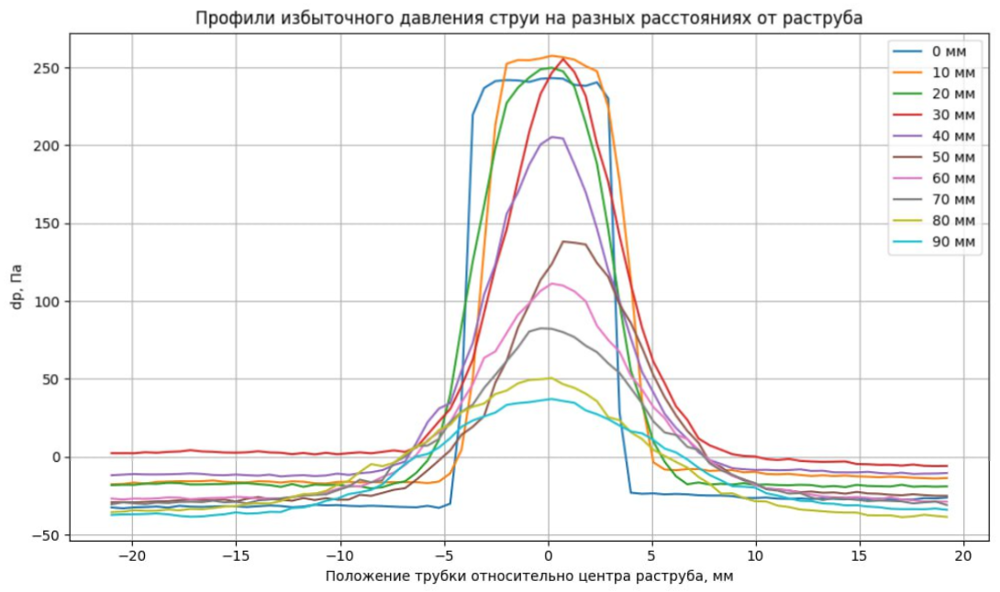 Профили избыточного давления струи на разных расстояниях от раструба
0 мм
10 мм
20 мм
30 мм
40 мм
50 мм
60 мм
70 мм
80 мм
90 мм
dp, Па
250
200
150
100
50
0
−50
−20
−15
−10
−5
0
5
10
15
20
Положение трубки относительно центра раструба, мм